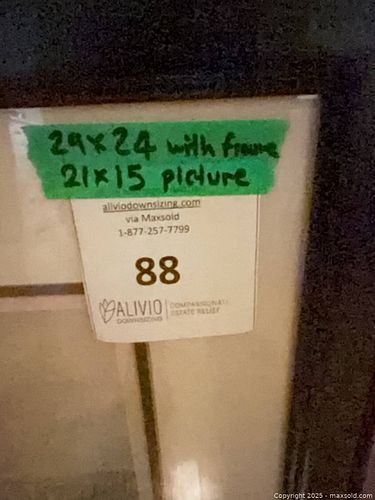 29x24 with frame
21x15 picture
aliviodownsizing.com
via Maxsold
1-877-257-7799
88
ALIVIO
DOWNSIZING
COMPASSIONATE
ESTATE RELIEF
Copyright 2025 - maxsold.com